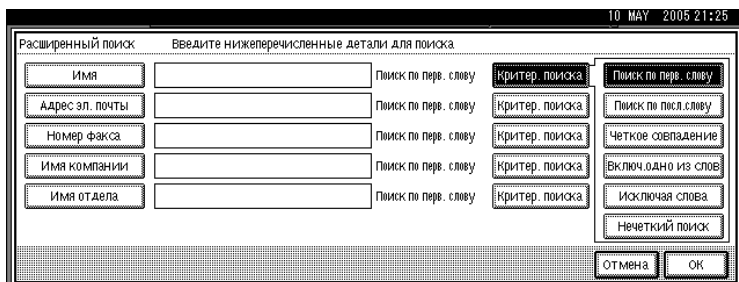 10 MAY 2005 21:25
Расширенный поиск Введите нижеперечисленные детали для поиска
Имя Поиск по перв. слову Критер. поиска Поиск по перв. слову
Адрес эл. почты Поиск по перв. слову Критер. поиска Поиск по посл.слову
Номер факса Поиск по перв. слову Критер. поиска Четкое совпадение
Имя компании Поиск по перв. слову Критер. поиска Включ.одно из слов
Имя отдела Поиск по перв. слову Критер. поиска Исключая слова
Нечеткий поиск
Отмена ОК